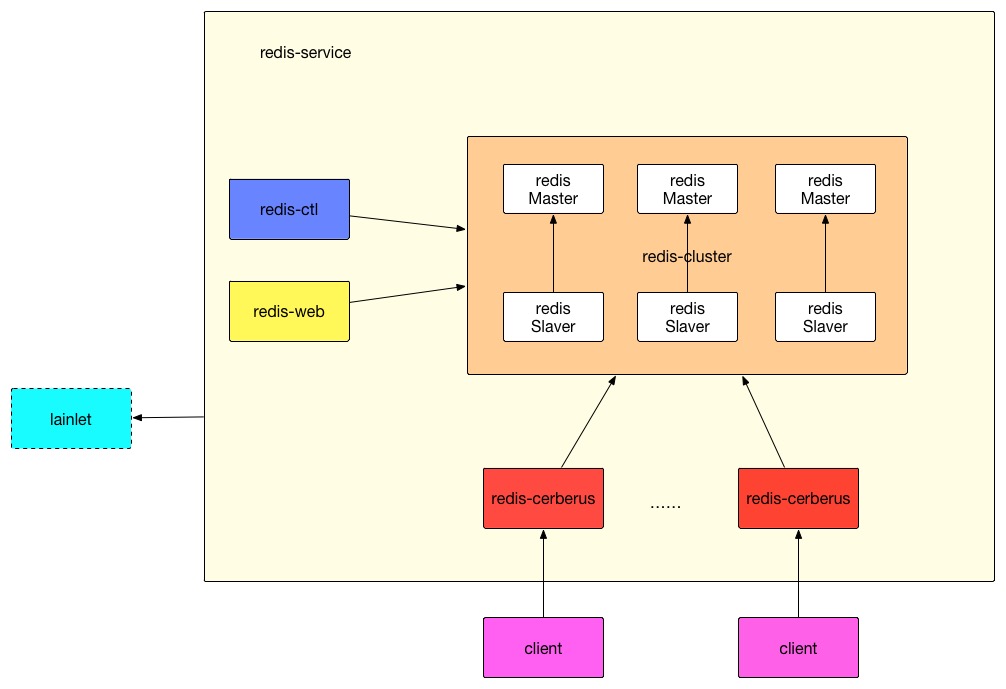 redis-service
redis
Master
redis
Master
redis
Master
redis-ctl
redis-cluster
redis-web
redis
Slaver
redis
Slaver
redis
Slaver
lainlet
redis-cerberus
......
redis-cerberus
client
client